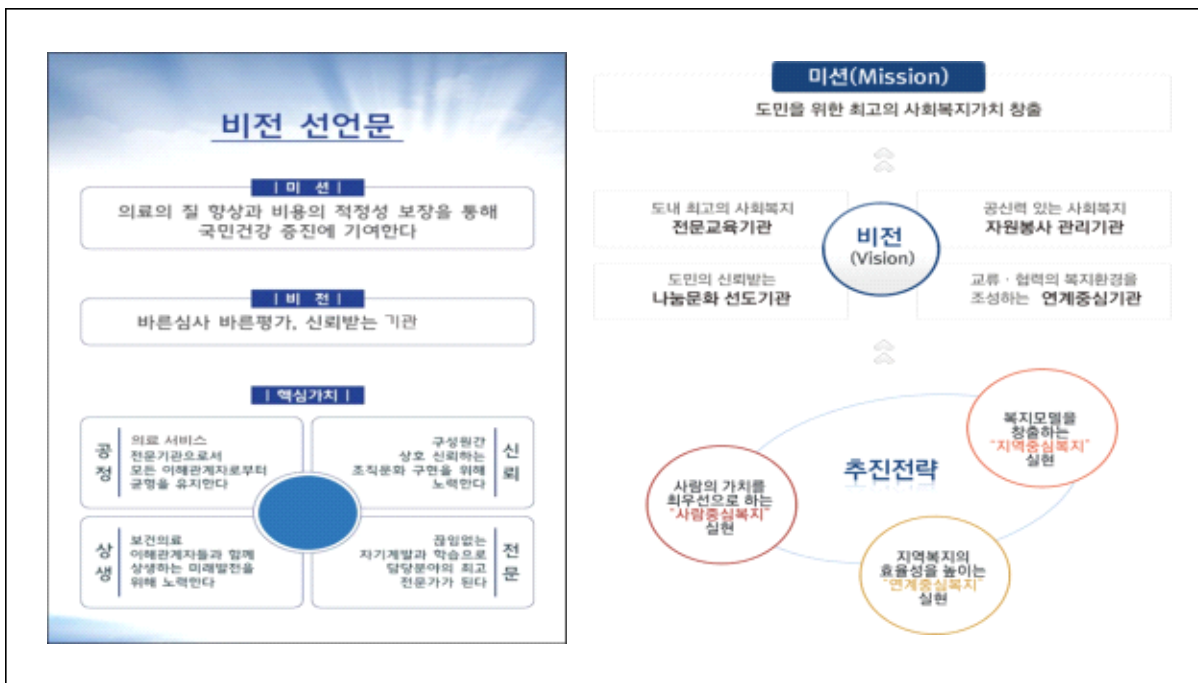 비전 선언문
| 미 션 |
의료의 질 향상과 비용의 적정성 보장을 통해
국민건강 증진에 기여한다
| 비 전 |
바른심사 바른평가, 신뢰받는 기관
| 핵심가치 |
공정
의료 서비스
전문기관으로서
모든 이해관계자로부터
균형을 유지한다
구성원간
상호 신뢰하는
조직문화 구현을 위해
노력한다
신뢰
상생
보건의료
이해관계자들과 함께
상생하는 미래발전을
위해 노력한다
끊임없는
자기계발과 학습으로
담당분야의 최고
전문가가 된다
전문
미션(Mission)
도민을 위한 최고의 사회복지가치 창출
도내 최고의 사회복지
전문교육기관
공신력 있는 사회복지
자원봉사 관리기관
비전
(Vision)
도민의 신뢰받는
나눔문화 선도기관
교류·협력의 복지환경을
조성하는 연계중심기관
복지모델을
창출하는
"지역중심복지"
실현
추진전략
사람의 가치를
최우선으로 하는
"사람중심복지"
실현
지역복지의
효율성을 높이는
"연계중심복지"
실현